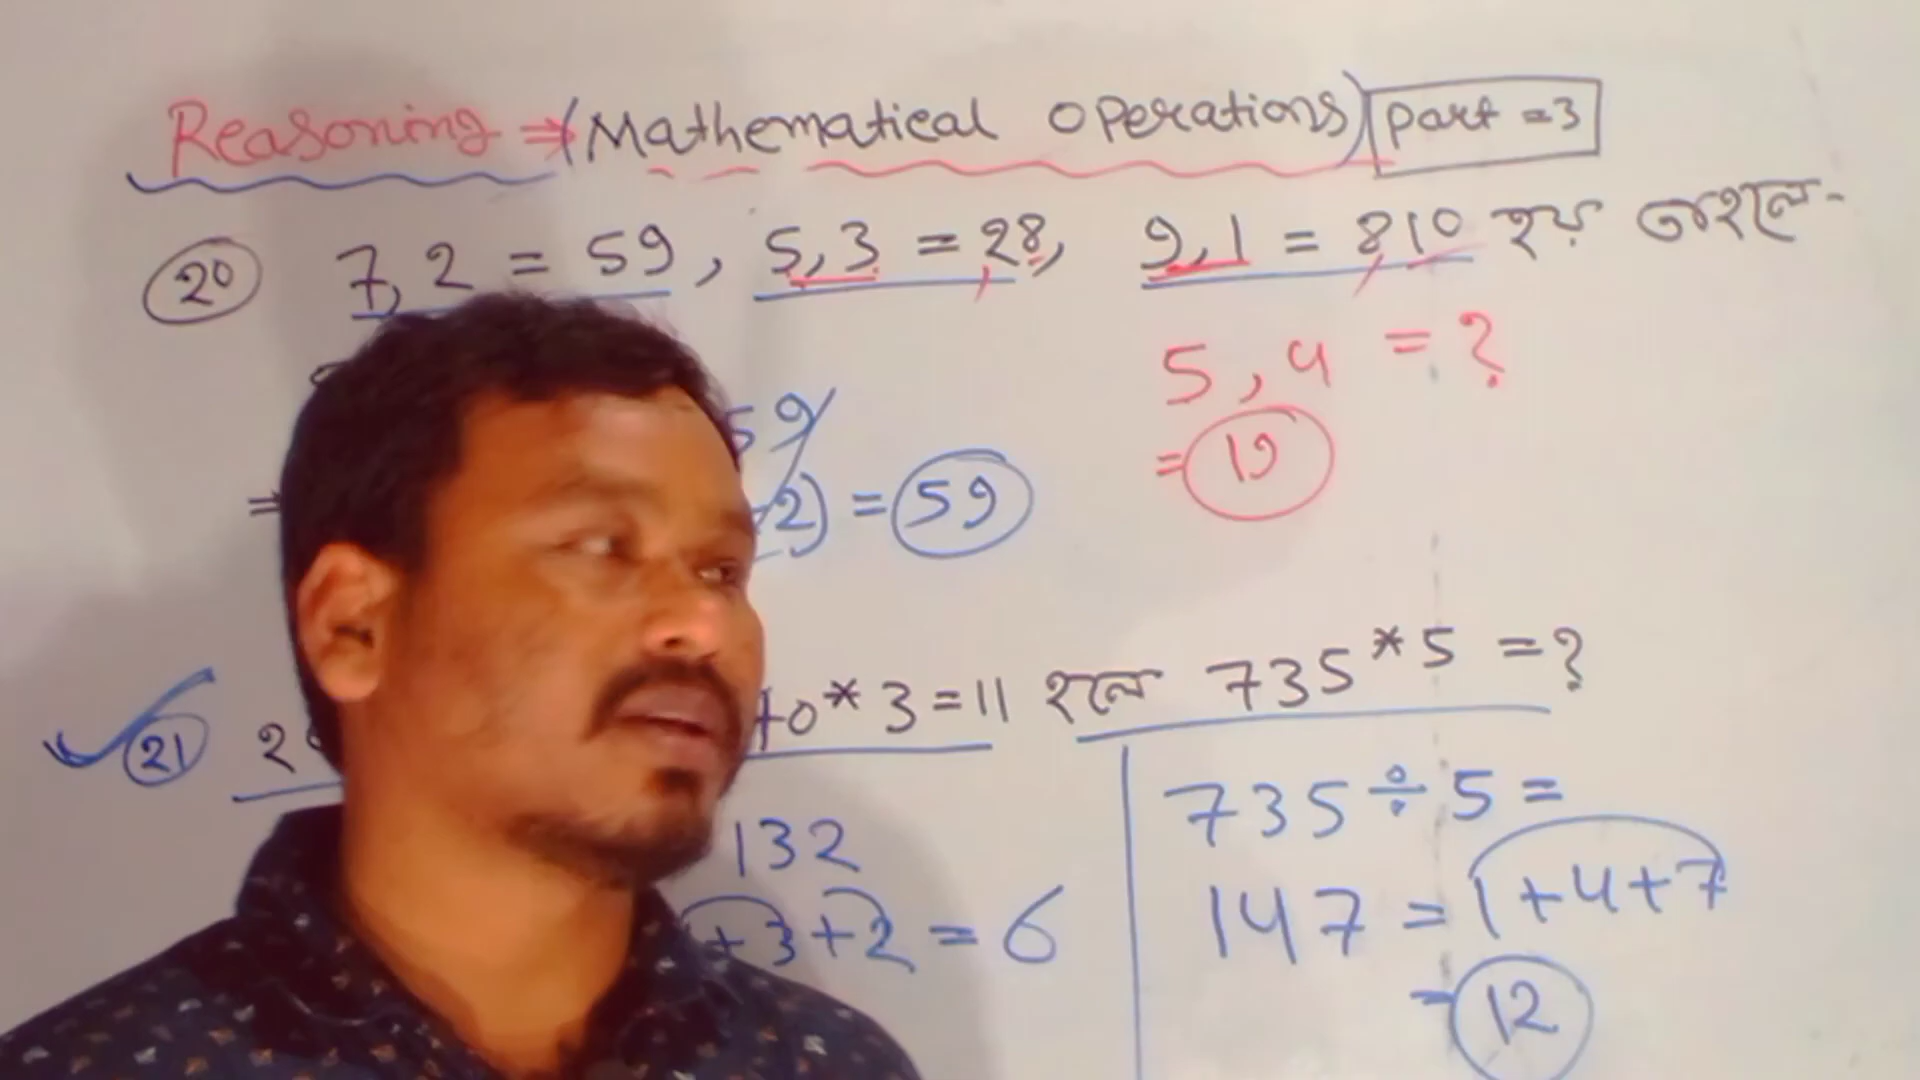 Reasoning ⇒ (Mathematical Operations) Part = 3
20 7, 2 = 59, 5, 3 = 28, 9, 1 = 810 হয় তাহলে-
5, 4 = ?
59
= 19
⇒ 2) = 59
21 2 0 * 3 = 11 হলে 735 * 5 = ?
132 735 ÷ 5 =
+ 3 + 2 = 6 147 = 1 + 4 + 7
= 12